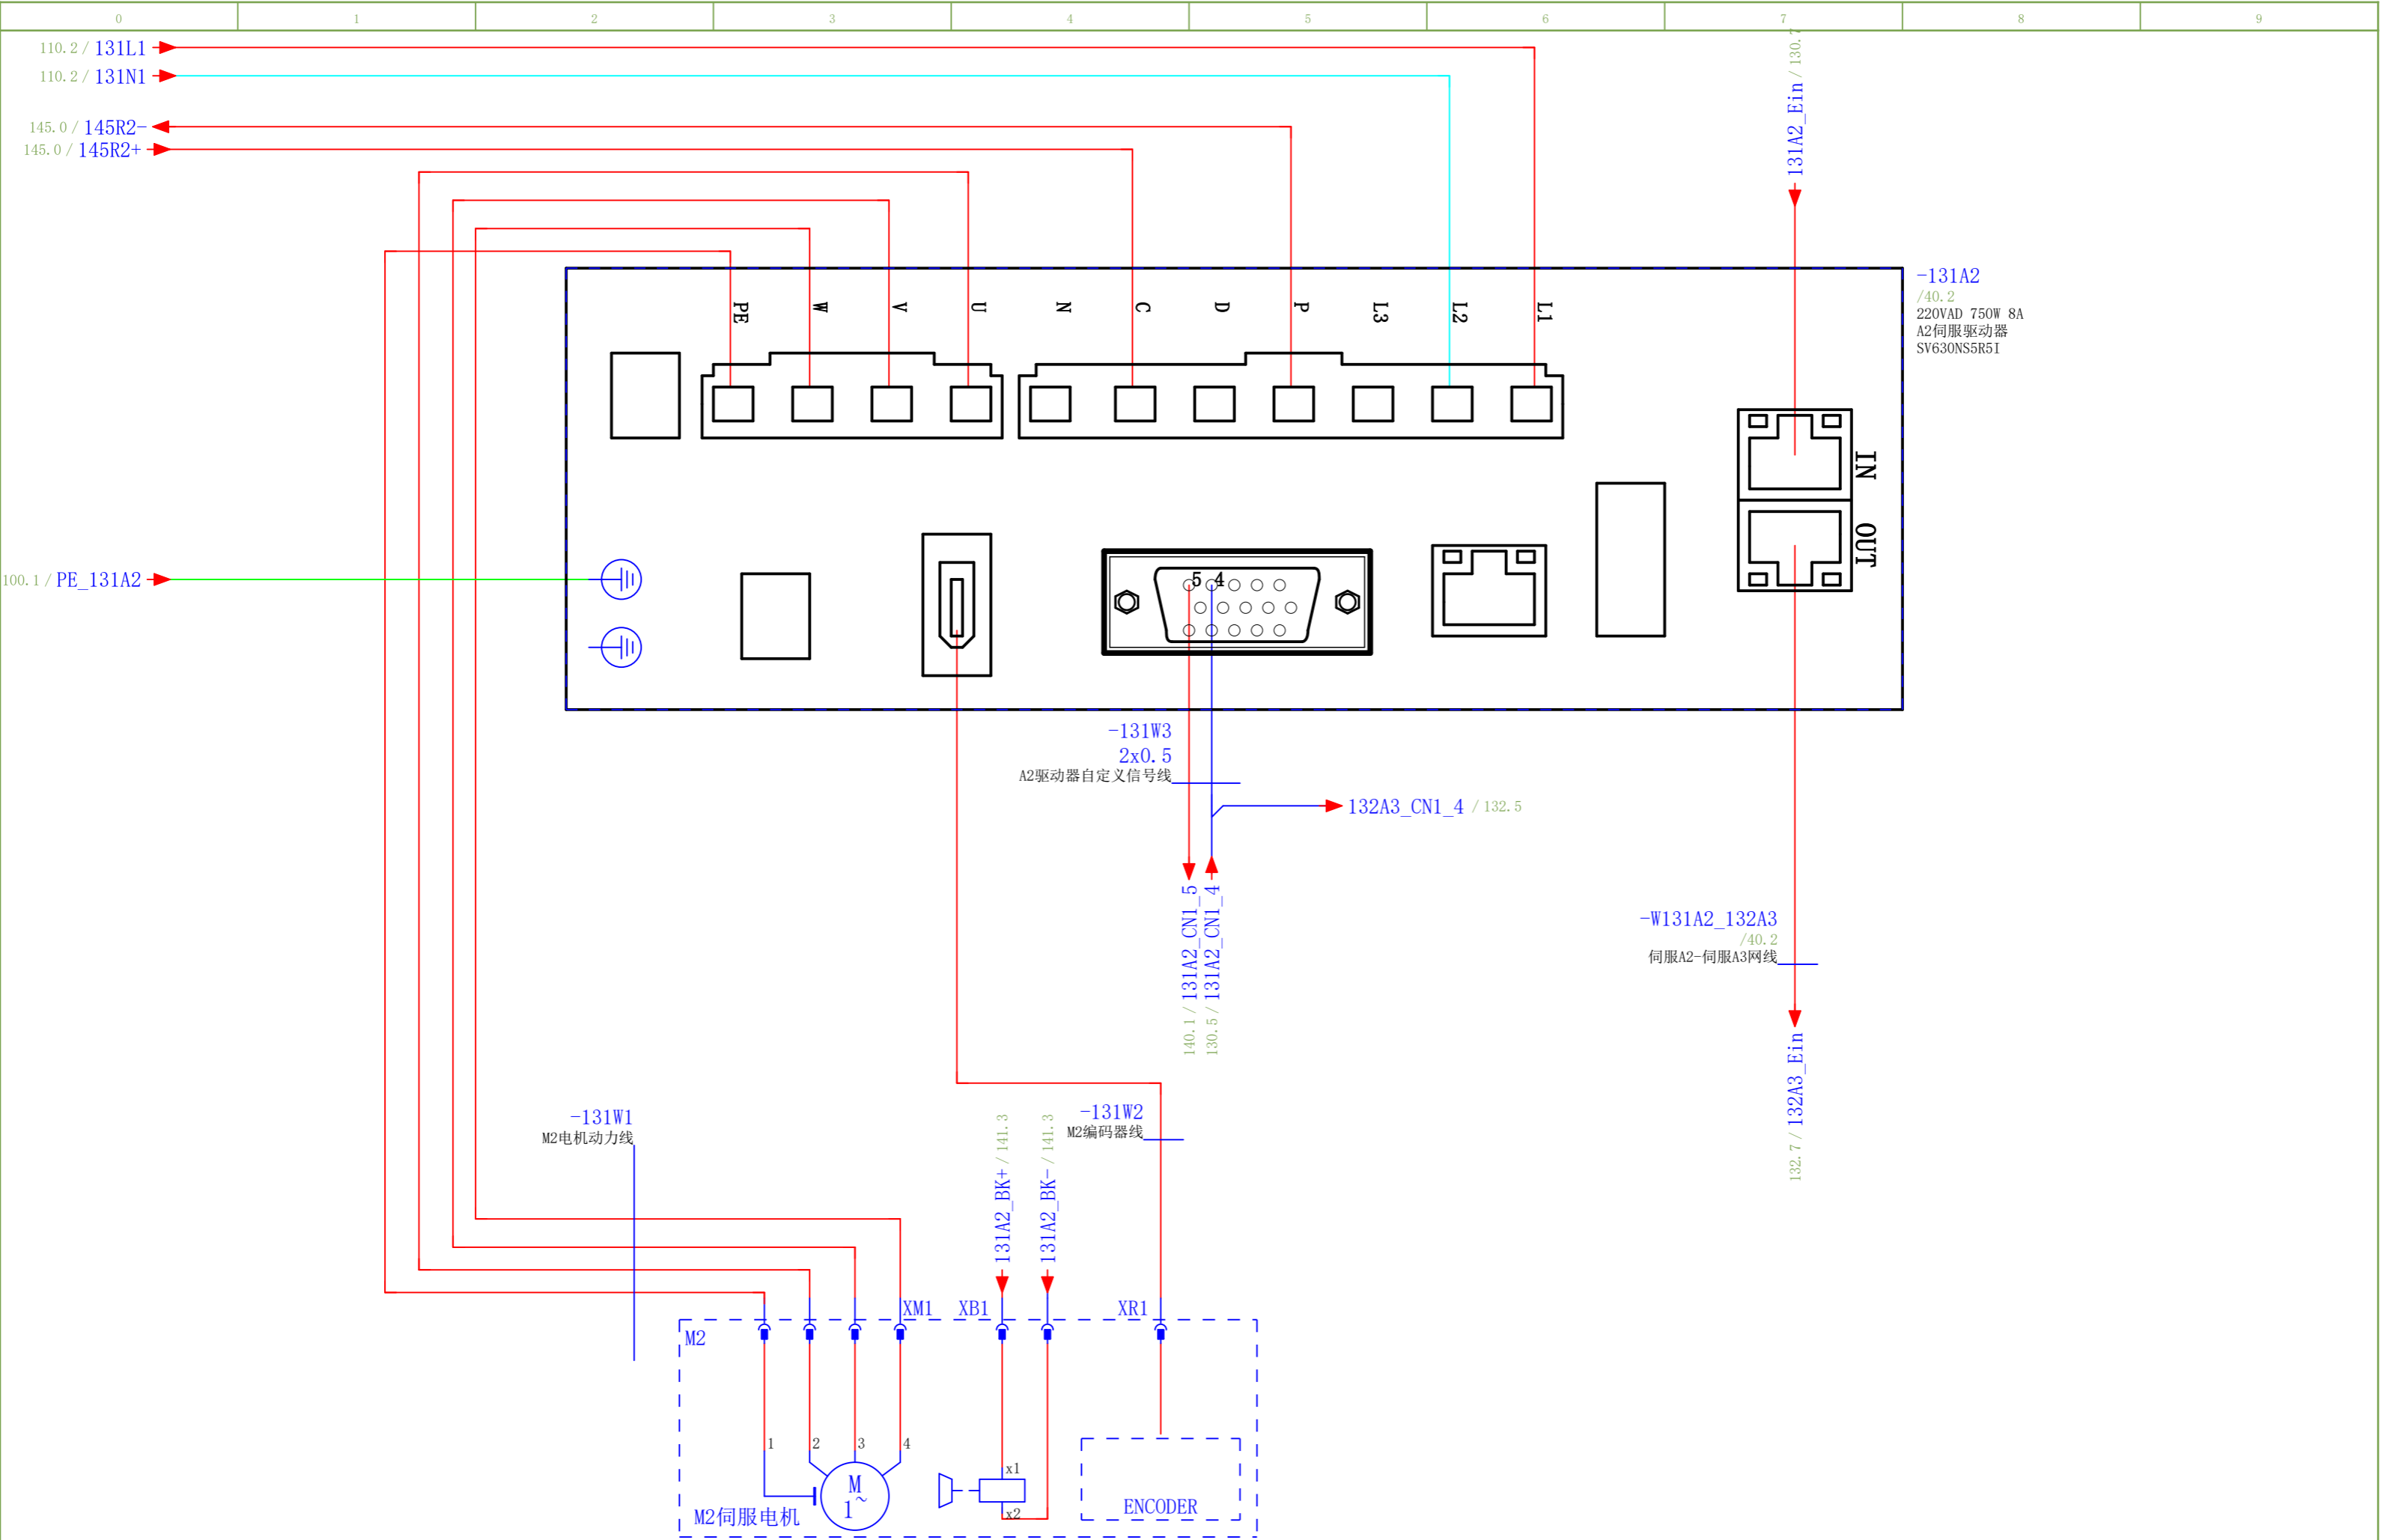 0 1 2 3 4 5 6 7 8 9
110.2 / 131L1
110.2 / 131N1
145.0 / 145R2-
145.0 / 145R2+
131A2_Ein / 130.7
-131A2
/40.2
220VAD 750W 8A
A2伺服驱动器
SV630NS5R5I
PE W V U N C D P L3 L2 L1
IN
OUT
100.1 / PE_131A2
5 4
-131W3
2x0.5
A2驱动器自定义信号线
132A3_CN1_4 / 132.5
140.1 / 131A2_CN1_5
130.5 / 131A2_CN1_4
-W131A2_132A3
/40.2
伺服A2-伺服A3网线
132.7 / 132A3_Ein
-131W1
M2电机动力线
131A2_BK+ / 141.3
131A2_BK- / 141.3
-131W2
M2编码器线
XM1 XB1 XR1
M2
1 2 3 4
M
1~
x1
x2
ENCODER
M2伺服电机